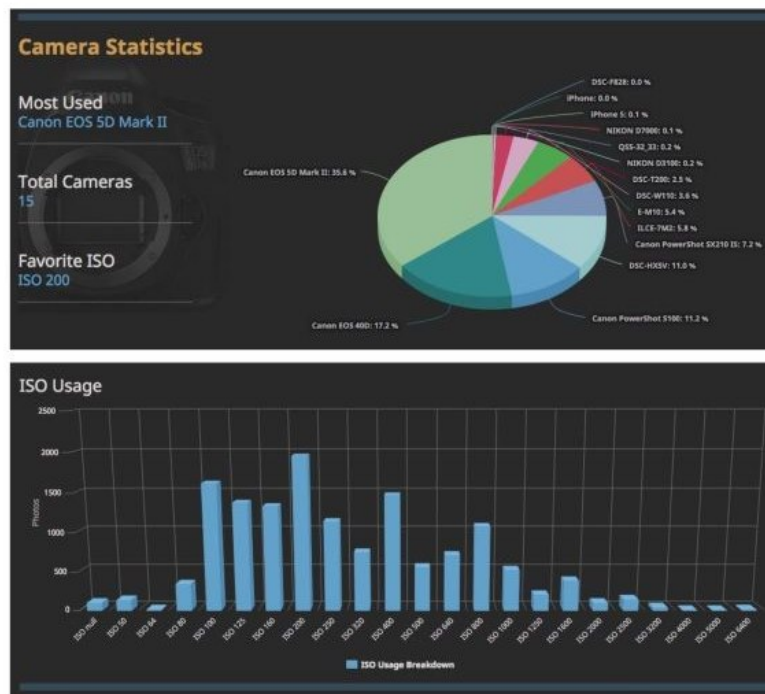 Camera Statistics
Canon
Most Used
Canon EOS 5D Mark II
Total Cameras
15
Favorite ISO
ISO 200
DSC-F828: 0.0 %
iPhone: 0.0 %
iPhone 5: 0.1 %
NIKON D7000: 0.1 %
QSS-32_33: 0.2 %
NIKON D3100: 0.2 %
DSC-T200: 2.5 %
DSC-W110: 3.6 %
E-M10: 5.4 %
ILCE-7M2: 5.8 %
Canon PowerShot SX210 IS: 7.2 %
DSC-HX5V: 11.0 %
Canon PowerShot S100: 11.2 %
Canon EOS 40D: 17.2 %
Canon EOS 5D Mark II: 35.6 %
ISO Usage
Photos
2500
2000
1500
1000
500
0
ISO null
ISO 50
ISO 64
ISO 80
ISO 100
ISO 125
ISO 160
ISO 200
ISO 250
ISO 320
ISO 400
ISO 500
ISO 640
ISO 800
ISO 1000
ISO 1250
ISO 1600
ISO 2000
ISO 2500
ISO 3200
ISO 4000
ISO 5000
ISO 6400
ISO Usage Breakdown